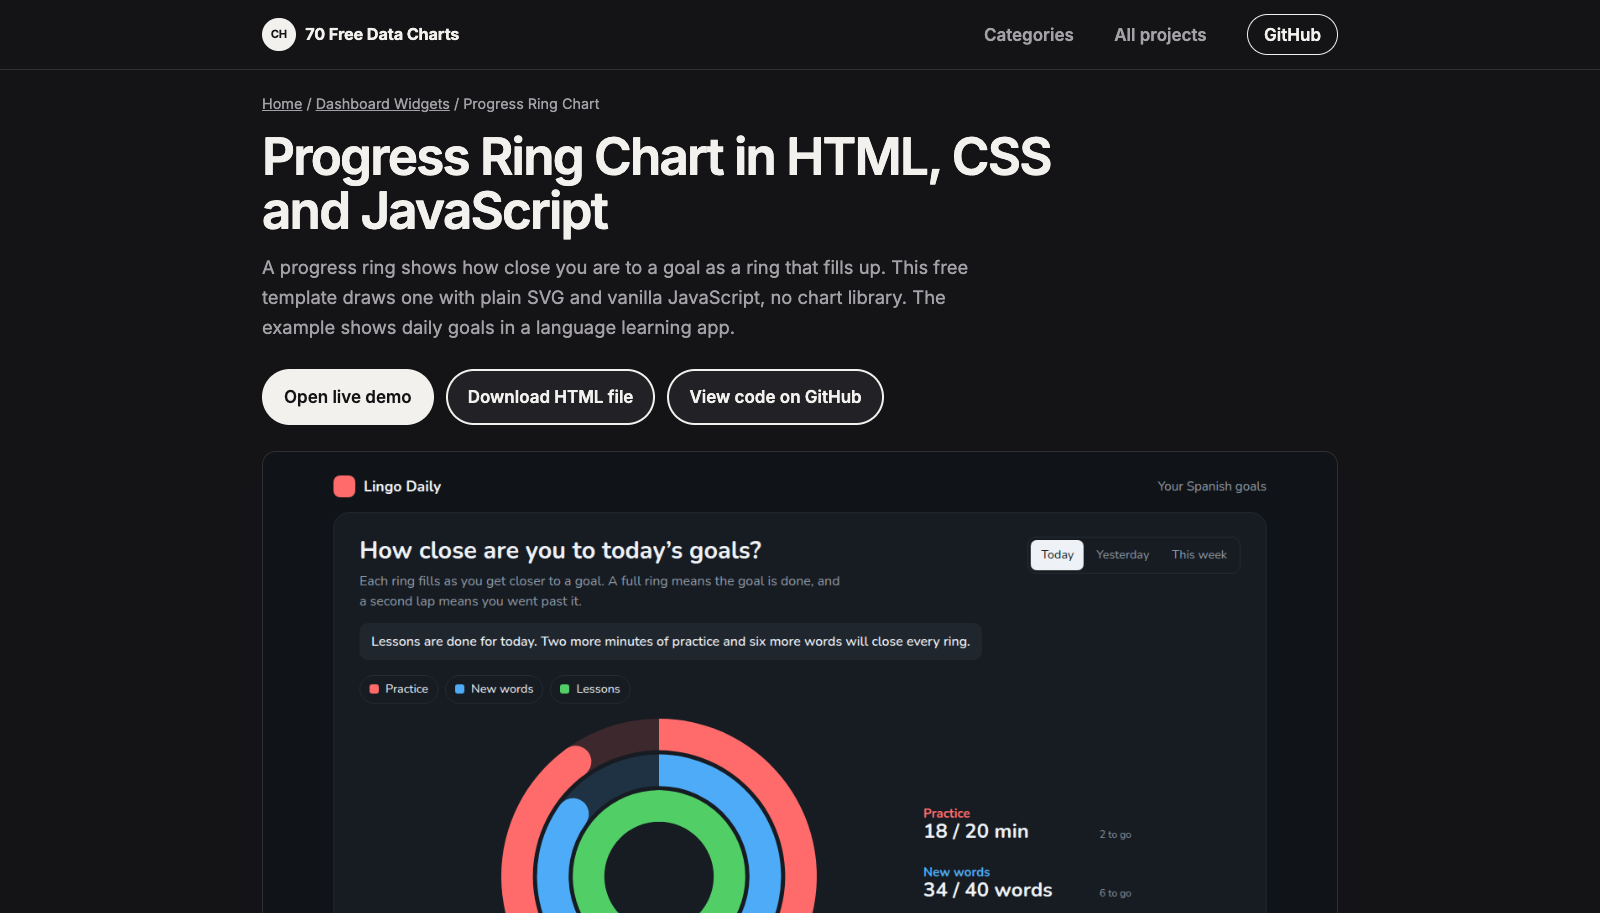 CH 70 Free Data Charts
Categories
All projects
GitHub
Home / Dashboard Widgets / Progress Ring Chart
Progress Ring Chart in HTML, CSS
and JavaScript
A progress ring shows how close you are to a goal as a ring that fills up. This free
template draws one with plain SVG and vanilla JavaScript, no chart library. The
example shows daily goals in a language learning app.
Open live demo
Download HTML file
View code on GitHub
Lingo Daily
Your Spanish goals
How close are you to today’s goals?
Today
Yesterday
This week
Each ring fills as you get closer to a goal. A full ring means the goal is done, and
a second lap means you went past it.
Lessons are done for today. Two more minutes of practice and six more words will close every ring.
Practice
New words
Lessons
Practice
18 / 20 min
2 to go
New words
34 / 40 words
6 to go